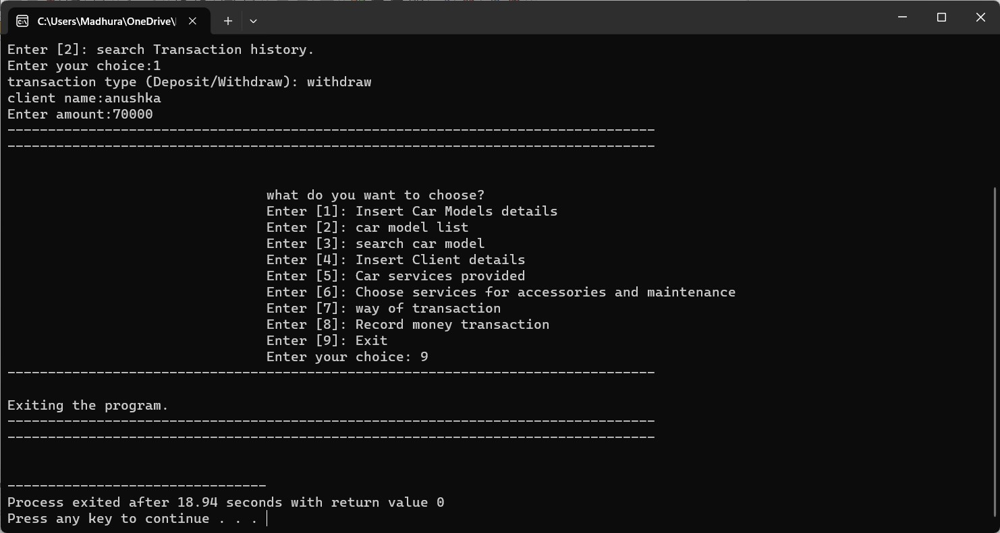 C:\Users\Madhura\OneDrive\
Enter [2]: search Transaction history.
Enter your choice:1
transaction type (Deposit/Withdraw): withdraw
client name:anushka
Enter amount:70000
--------------------------------------------------------------------------------
--------------------------------------------------------------------------------
what do you want to choose?
Enter [1]: Insert Car Models details
Enter [2]: car model list
Enter [3]: search car model
Enter [4]: Insert Client details
Enter [5]: Car services provided
Enter [6]: Choose services for accessories and maintenance
Enter [7]: way of transaction
Enter [8]: Record money transaction
Enter [9]: Exit
Enter your choice: 9
--------------------------------------------------------------------------------
Exiting the program.
--------------------------------------------------------------------------------
--------------------------------------------------------------------------------
--------------------------------
Process exited after 18.94 seconds with return value 0
Press any key to continue . . .